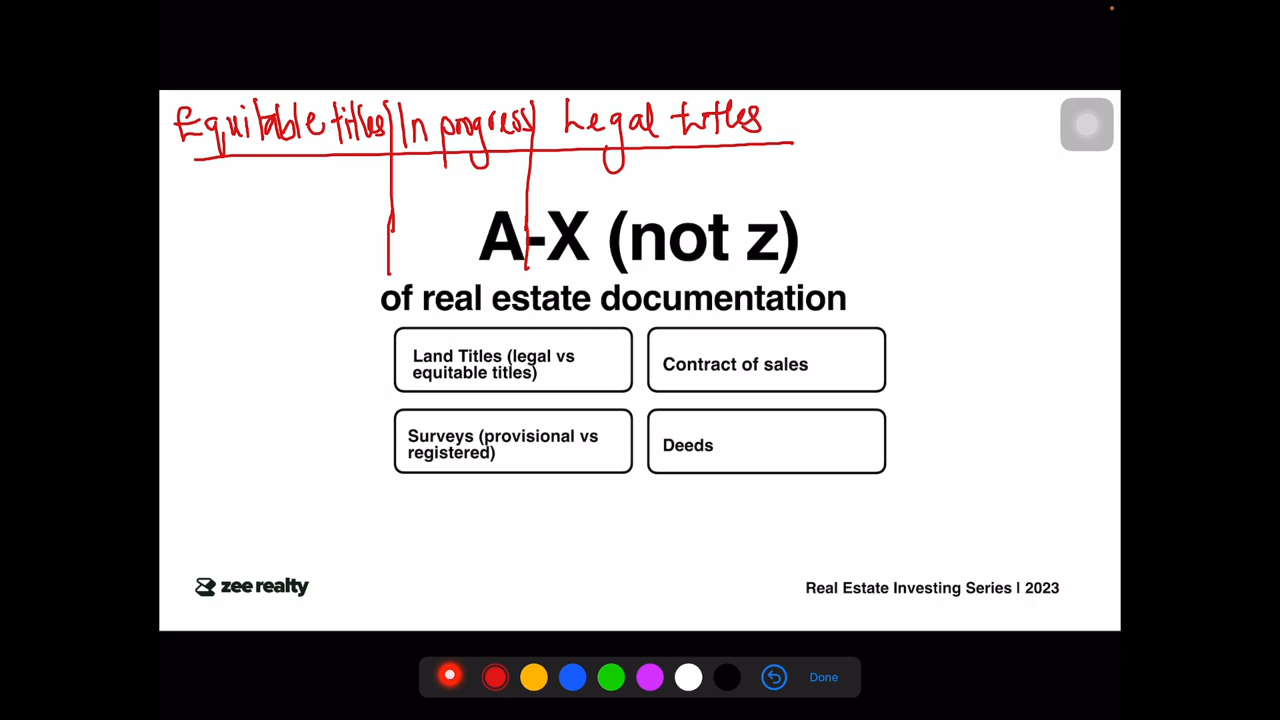 Equitable titles In progress Legal titles
A-X (not z)
of real estate documentation
Land Titles (legal vs
equitable titles)
Contract of sales
Surveys (provisional vs
registered)
Deeds
zee realty
Real Estate Investing Series | 2023
Done